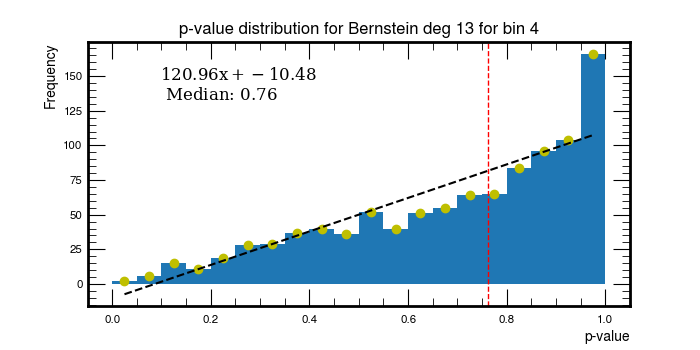 p-value distribution for Bernstein deg 13 for bin 4
Frequency
120.96x + −10.48
Median: 0.76
150
125
100
75
50
25
0
0.0 0.2 0.4 0.6 0.8 1.0
p-value